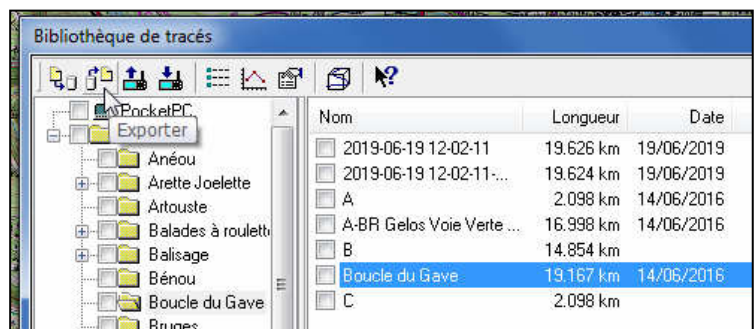 Bibliothèque de tracés
PocketPC
Exporter
Anéou
Arette Joelette
Artouste
Balades à roulett
Balisage
Bénou
Boucle du Gave
Bruges
Nom Longueur Date
2019-06-19 12-02-11 19.626 km 19/06/2019
2019-06-19 12-02-11-... 19.624 km 19/06/2019
A 2.098 km 14/06/2016
A-BR Gelos Voie Verte ... 16.998 km 14/06/2016
B 14.854 km
Boucle du Gave 19.167 km 14/06/2016
C 2.098 km